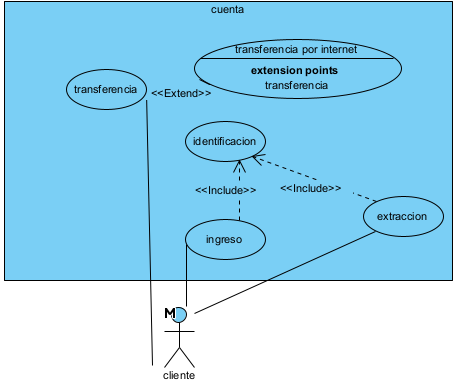 cuenta
transferencia por internet
extension points
transferencia
transferencia
<<Extend>>
identificacion
<<Include>>
<<Include>>
ingreso
extraccion
M
cliente